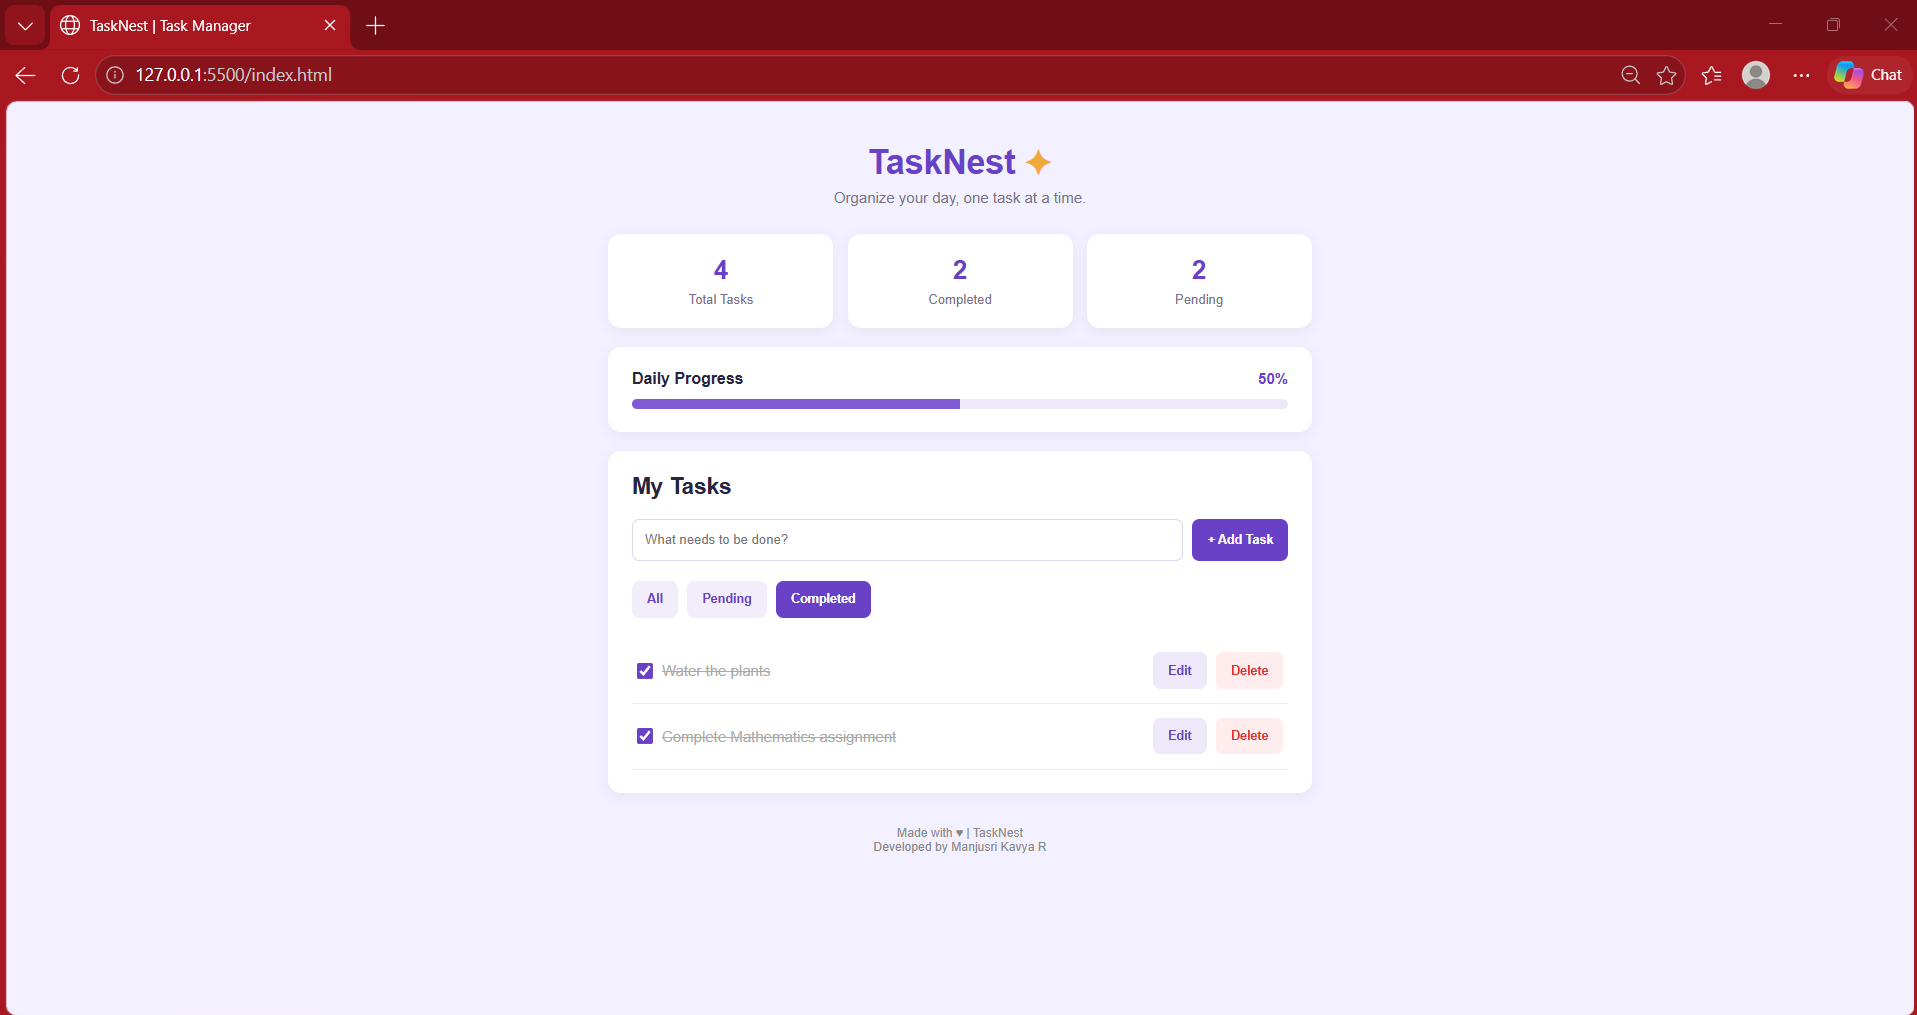 TaskNest | Task Manager
127.0.0.1:5500/index.html
Chat
TaskNest
Organize your day, one task at a time.
4
Total Tasks
2
Completed
2
Pending
Daily Progress
50%
My Tasks
What needs to be done?
+ Add Task
All
Pending
Completed
Water the plants
Edit
Delete
Complete Mathematics assignment
Edit
Delete
Made with ♥ | TaskNest
Developed by Manjusri Kavya R